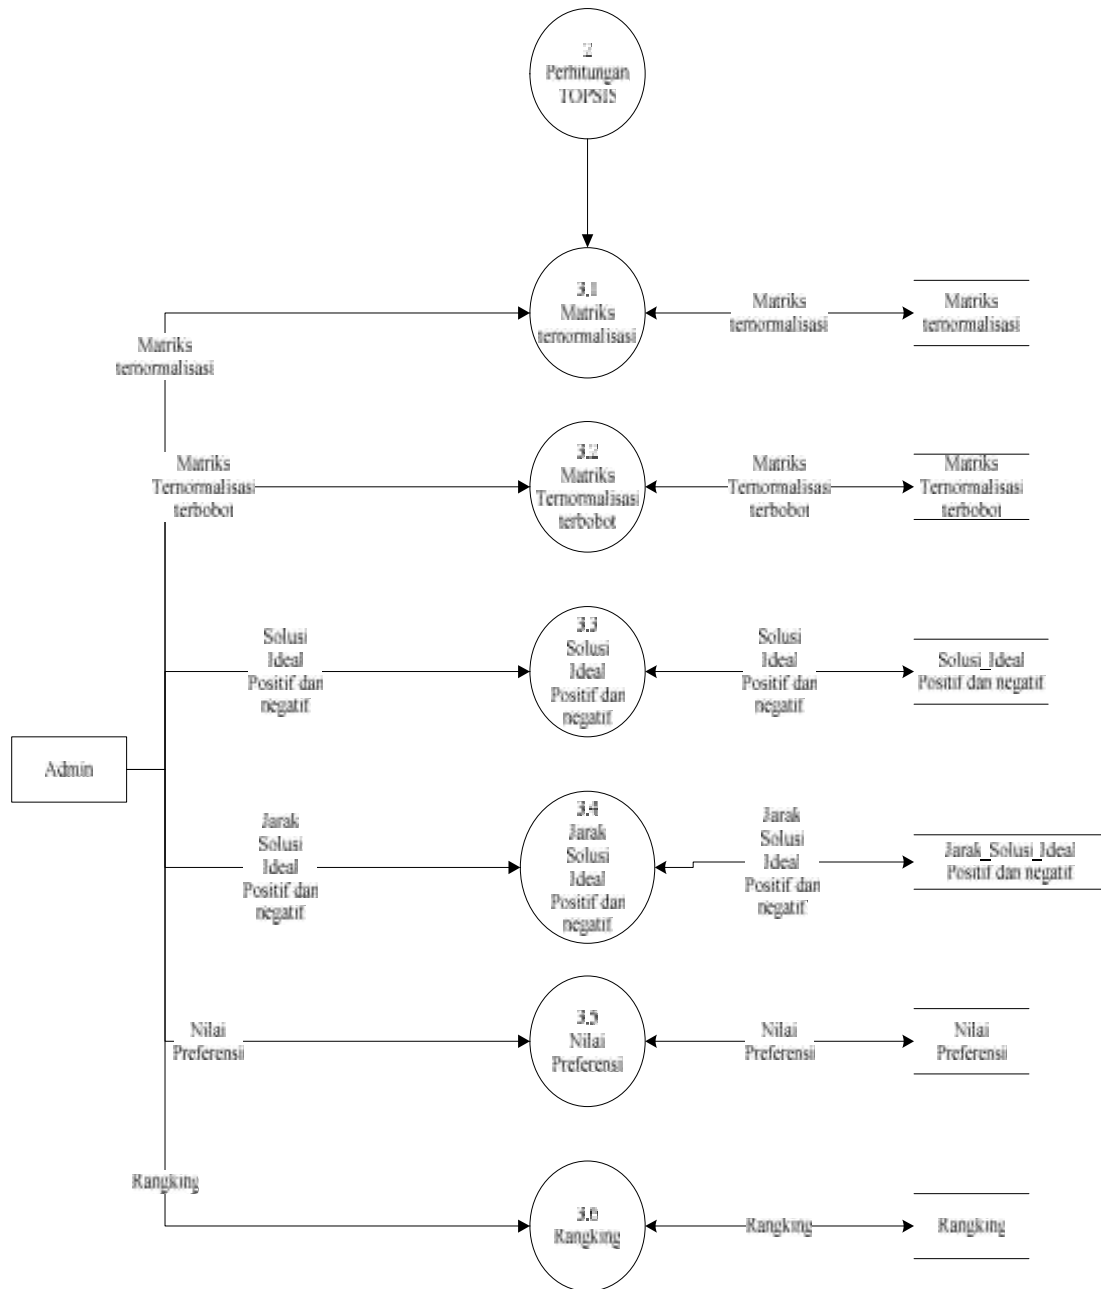 2
Perhitungan
TOPSIS
3.1
Matriks
ternormalisasi
Matriks
ternormalisasi
Matriks
ternormalisasi
Matriks
ternormalisasi
Matriks
Ternormalisasi
terbobot
3.2
Matriks
Ternormalisasi
terbobot
Matriks
Ternormalisasi
terbobot
Matriks
Ternormalisasi
terbobot
Solusi
Ideal
Positif dan
negatif
3.3
Solusi
Ideal
Positif dan
negatif
Solusi
Ideal
Positif dan
negatif
Solusi_Ideal
Positif dan negatif
Admin
Jarak
Solusi
Ideal
Positif dan
negatif
3.4
Jarak
Solusi
Ideal
Positif dan
negatif
Jarak
Solusi
Ideal
Positif dan
negatif
Jarak_Solusi_Ideal
Positif dan negatif
Nilai
Preferensi
3.5
Nilai
Preferensi
Nilai
Preferensi
Nilai
Preferensi
Rangking
3.6
Rangking
Rangking
Rangking